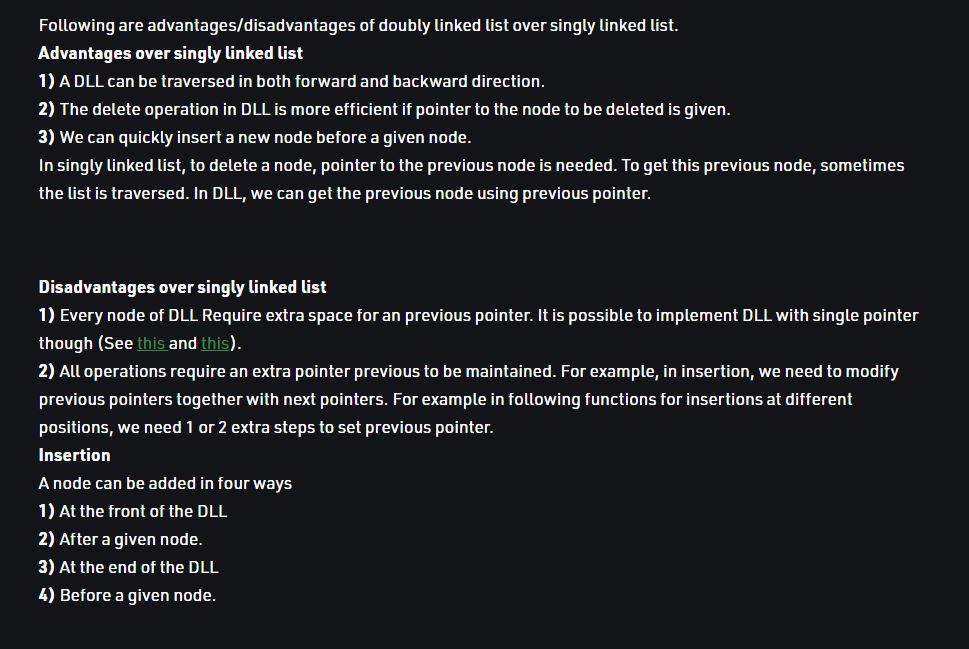 Following are advantages/disadvantages of doubly linked list over singly linked list.
Advantages over singly linked list
1) A DLL can be traversed in both forward and backward direction.
2) The delete operation in DLL is more efficient if pointer to the node to be deleted is given.
3) We can quickly insert a new node before a given node.
In singly linked list, to delete a node, pointer to the previous node is needed. To get this previous node, sometimes
the list is traversed. In DLL, we can get the previous node using previous pointer.
Disadvantages over singly linked list
1) Every node of DLL Require extra space for an previous pointer. It is possible to implement DLL with single pointer
though (See this and this).
2) All operations require an extra pointer previous to be maintained. For example, in insertion, we need to modify
previous pointers together with next pointers. For example in following functions for insertions at different
positions, we need 1 or 2 extra steps to set previous pointer.
Insertion
A node can be added in four ways
1) At the front of the DLL
2) After a given node.
3) At the end of the DLL
4) Before a given node.